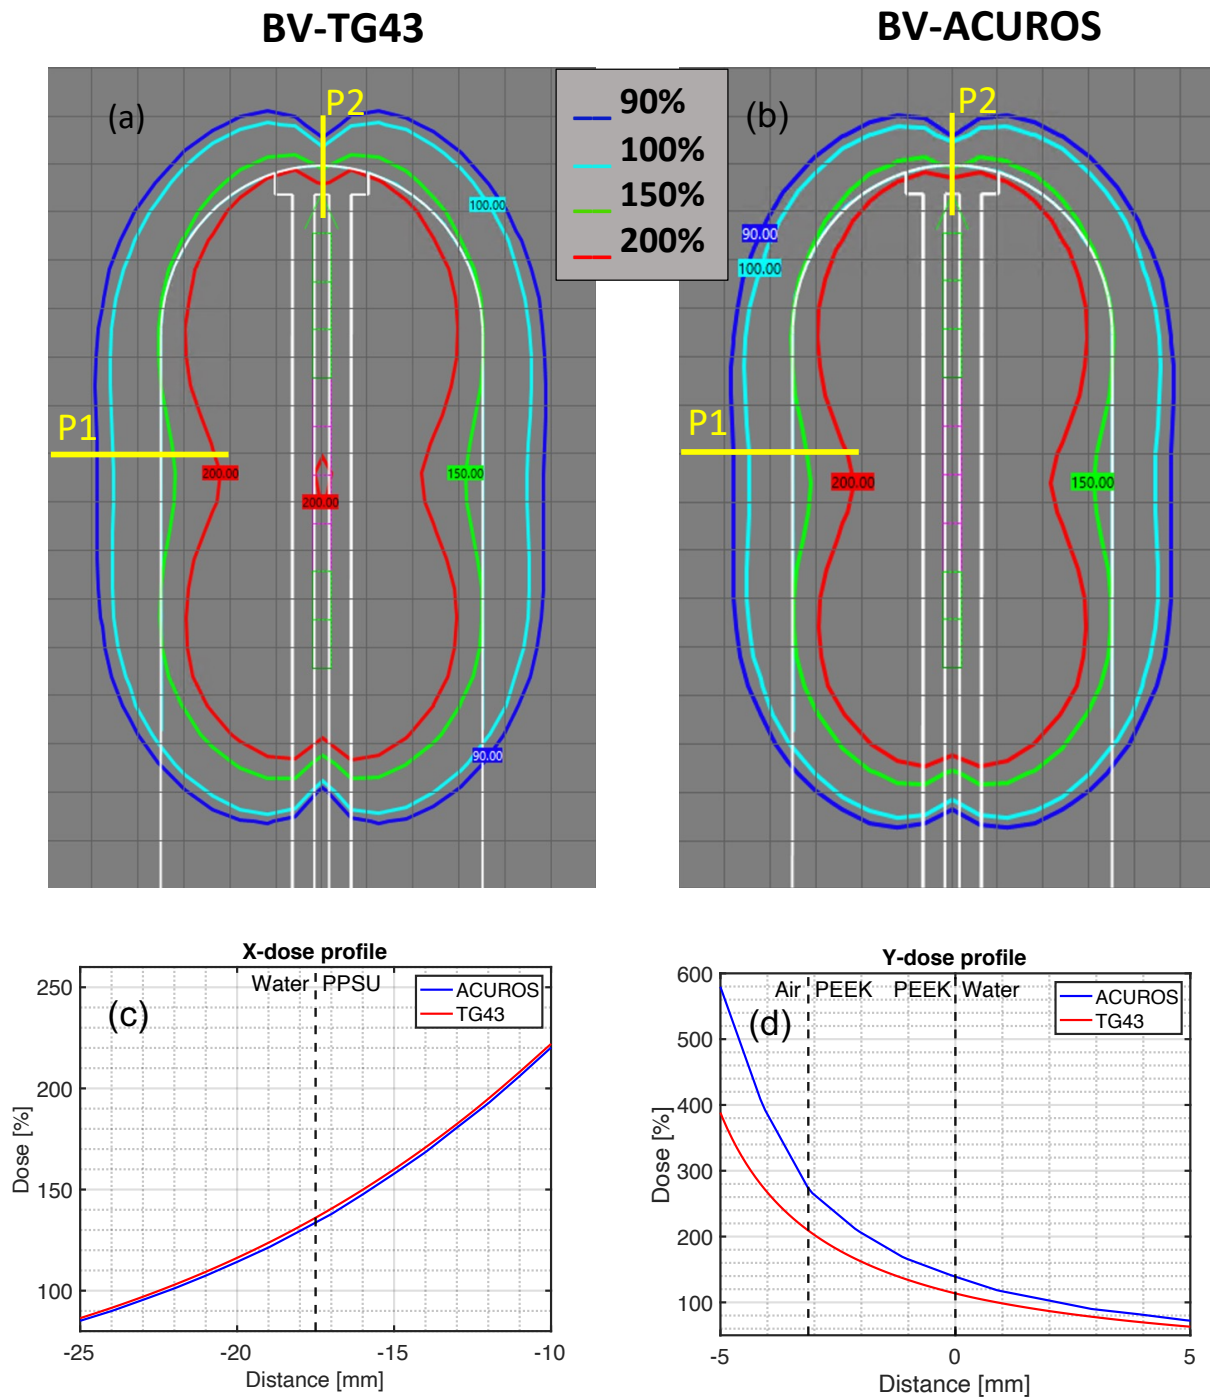 BV-TG43
BV-ACUROS
(a)
P2
90%
100%
150%
200%
(b)
P2
100.00
90.00
100.00
P1
200.00
200.00
150.00
90.00
P1
200.00
150.00
X-dose profile
Water
PPSU
ACUROS
TG43
(c)
250
200
150
100
Dose [%]
-25
-20
-15
-10
Distance [mm]
Y-dose profile
Air
PEEK
PEEK
Water
ACUROS
TG43
(d)
600
500
400
300
200
100
Dose [%]
-5
0
5
Distance [mm]